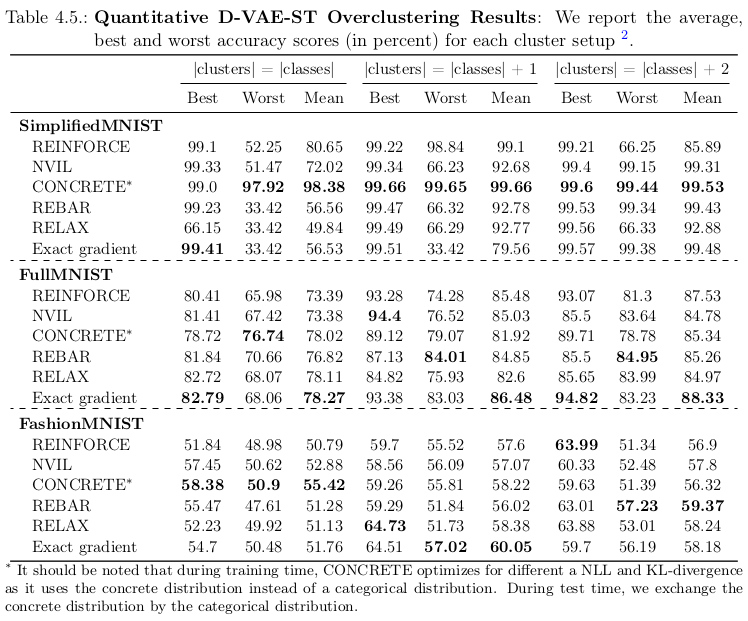 Table 4.5.: Quantitative D-VAE-ST Overclustering Results: We report the average,
best and worst accuracy scores (in percent) for each cluster setup 2.
|clusters| = |classes| |clusters| = |classes| + 1 |clusters| = |classes| + 2
Best Worst Mean Best Worst Mean Best Worst Mean
SimplifiedMNIST
REINFORCE 99.1 52.25 80.65 99.22 98.84 99.1 99.21 66.25 85.89
NVIL 99.33 51.47 72.02 99.34 66.23 92.68 99.4 99.15 99.31
CONCRETE* 99.0 97.92 98.38 99.66 99.65 99.66 99.6 99.44 99.53
REBAR 99.23 33.42 56.56 99.47 66.32 92.78 99.53 99.34 99.43
RELAX 66.15 33.42 49.84 99.49 66.29 92.77 99.56 66.33 92.88
Exact gradient 99.41 33.42 56.53 99.51 33.42 79.56 99.57 99.38 99.48
FullMNIST
REINFORCE 80.41 65.98 73.39 93.28 74.28 85.48 93.07 81.3 87.53
NVIL 81.41 67.42 73.38 94.4 76.52 85.03 85.5 83.64 84.78
CONCRETE* 78.72 76.74 78.02 89.12 79.07 81.92 89.71 78.78 85.34
REBAR 81.84 70.66 76.82 87.13 84.01 84.85 85.5 84.95 85.26
RELAX 82.72 68.07 78.11 84.82 75.93 82.6 85.65 83.99 84.97
Exact gradient 82.79 68.06 78.27 93.38 83.03 86.48 94.82 83.23 88.33
FashionMNIST
REINFORCE 51.84 48.98 50.79 59.7 55.52 57.6 63.99 51.34 56.9
NVIL 57.45 50.62 52.88 58.56 56.09 57.07 60.33 52.48 57.8
CONCRETE* 58.38 50.9 55.42 59.26 55.81 58.22 59.63 51.39 56.32
REBAR 55.47 47.61 51.28 59.29 51.84 56.02 63.01 57.23 59.37
RELAX 52.23 49.92 51.13 64.73 51.73 58.38 63.88 53.01 58.24
Exact gradient 54.7 50.48 51.76 64.51 57.02 60.05 59.7 56.19 58.18
* It should be noted that during training time, CONCRETE optimizes for different a NLL and KL-divergence
as it uses the concrete distribution instead of a categorical distribution. During test time, we exchange the
concrete distribution by the categorical distribution.